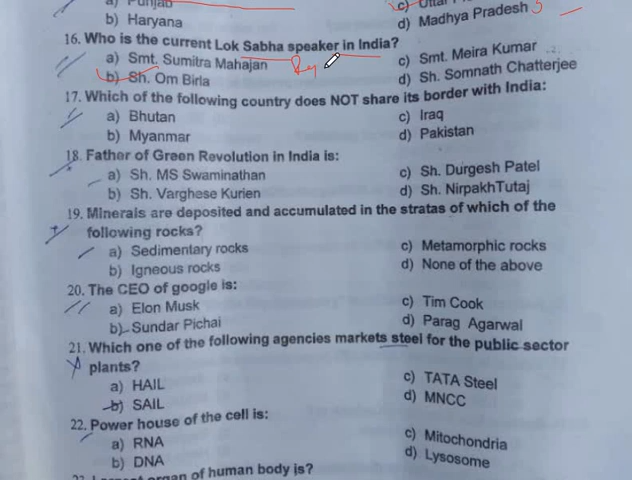 a) Punjab
b) Haryana
d) Madhya Pradesh
16. Who is the current Lok Sabha speaker in India?
a) Smt. Sumitra Mahajan
c) Smt. Meira Kumar
b) Sh. Om Birla
d) Sh. Somnath Chatterjee
17. Which of the following country does NOT share its border with India:
a) Bhutan
c) Iraq
b) Myanmar
d) Pakistan
18. Father of Green Revolution in India is:
a) Sh. MS Swaminathan
c) Sh. Durgesh Patel
b) Sh. Varghese Kurien
d) Sh. NirpakhTutaj
19. Minerals are deposited and accumulated in the stratas of which of the
following rocks?
a) Sedimentary rocks
c) Metamorphic rocks
b) Igneous rocks
d) None of the above
20. The CEO of google is:
a) Elon Musk
c) Tim Cook
b) Sundar Pichai
d) Parag Agarwal
21. Which one of the following agencies markets steel for the public sector
plants?
a) HAIL
c) TATA Steel
b) SAIL
d) MNCC
22. Power house of the cell is:
a) RNA
c) Mitochondria
b) DNA
d) Lysosome
organ of human body is?